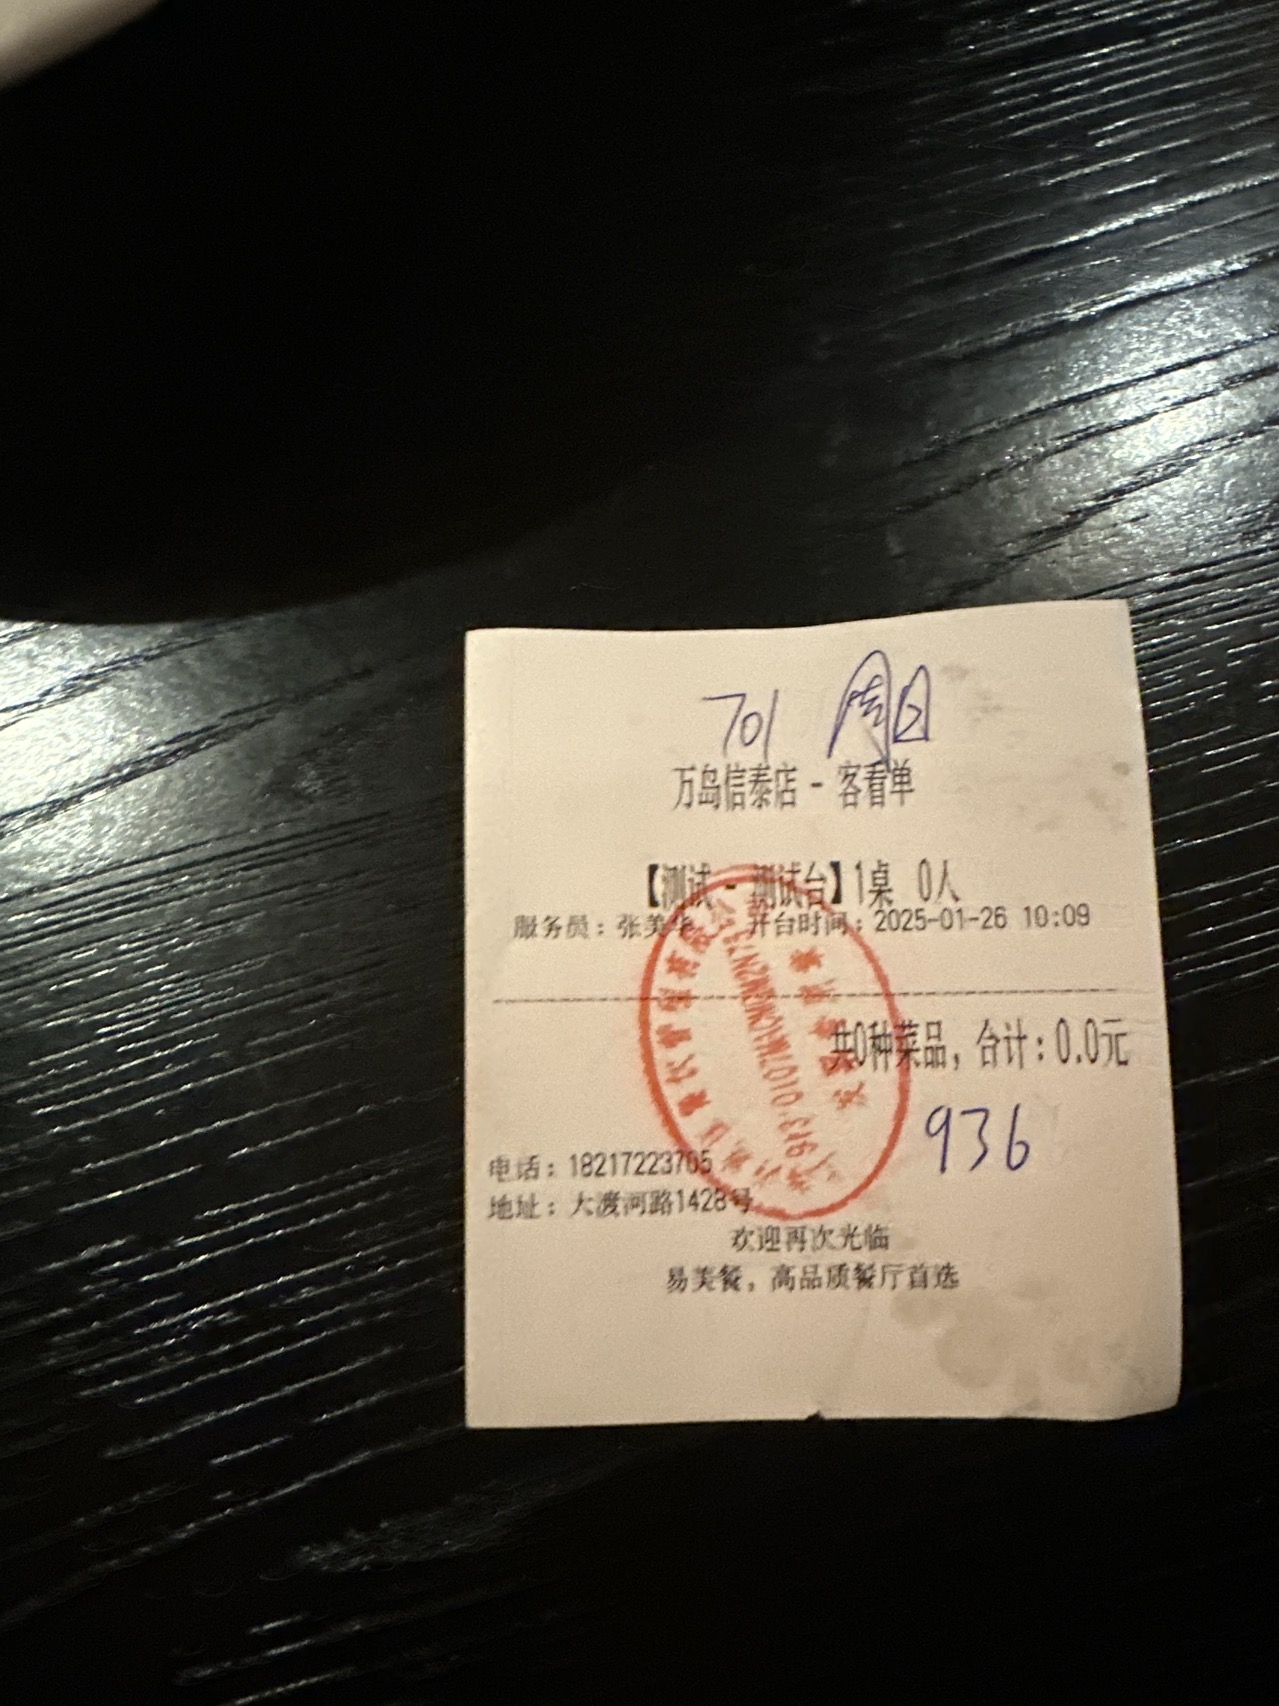 701 周日
万岛信泰店 - 客看单
【测试 - 测试台】1桌 0人
服务员：张美华 开台时间：2025-01-26 10:09
共0种菜品，合计：0.0元
936
电话：18217223705
地址：大渡河路1428号
欢迎再次光临
易美餐，高品质餐厅首选